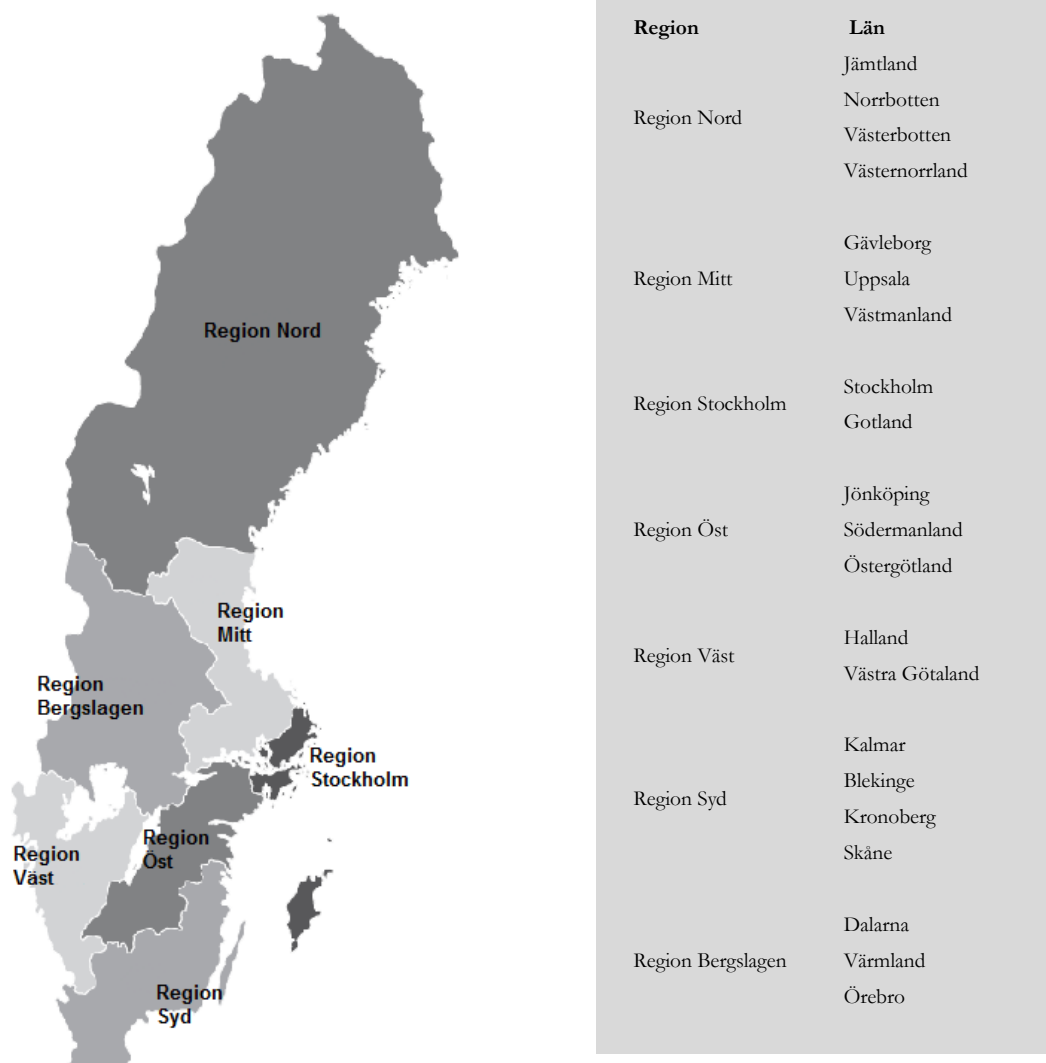 Region Nord
Region
Mitt
Region
Bergslagen
Region
Stockholm
Region
Öst
Region
Väst
Region
Syd
Region Län
Jämtland
Norrbotten
Region Nord
Västerbotten
Västernorrland
Gävleborg
Region Mitt Uppsala
Västmanland
Stockholm
Region Stockholm
Gotland
Jönköping
Region Öst Södermanland
Östergötland
Halland
Region Väst
Västra Götaland
Kalmar
Blekinge
Region Syd
Kronoberg
Skåne
Dalarna
Region Bergslagen Värmland
Örebro